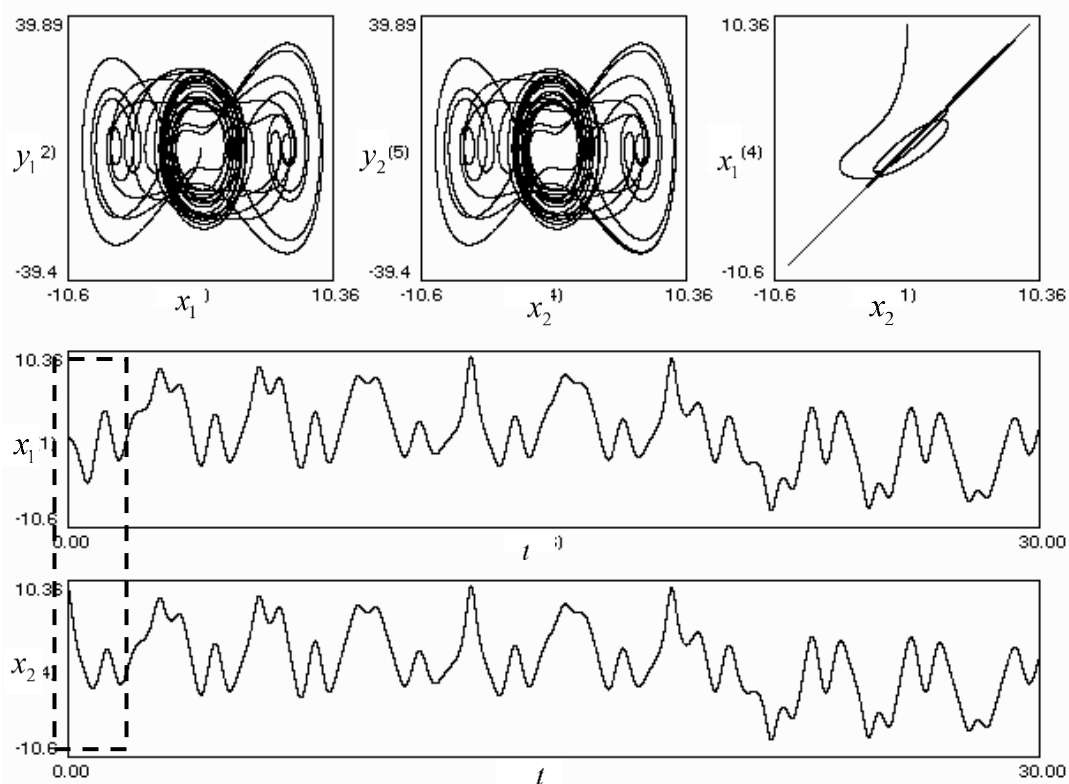 39.89 39.89 10.36
y₁ 2) y₂ (5) x₁ (4)
-39.4 -39.4 -10.6
-10.6 x₁ ) 10.36 -10.6 x₂ 4) 10.36 -10.6 x₂ 1) 10.36
10.36
x₁ 1)
-10.6
0.00 t 30.00
10.36
x₂ 4
-10.6
0.00 t 30.00